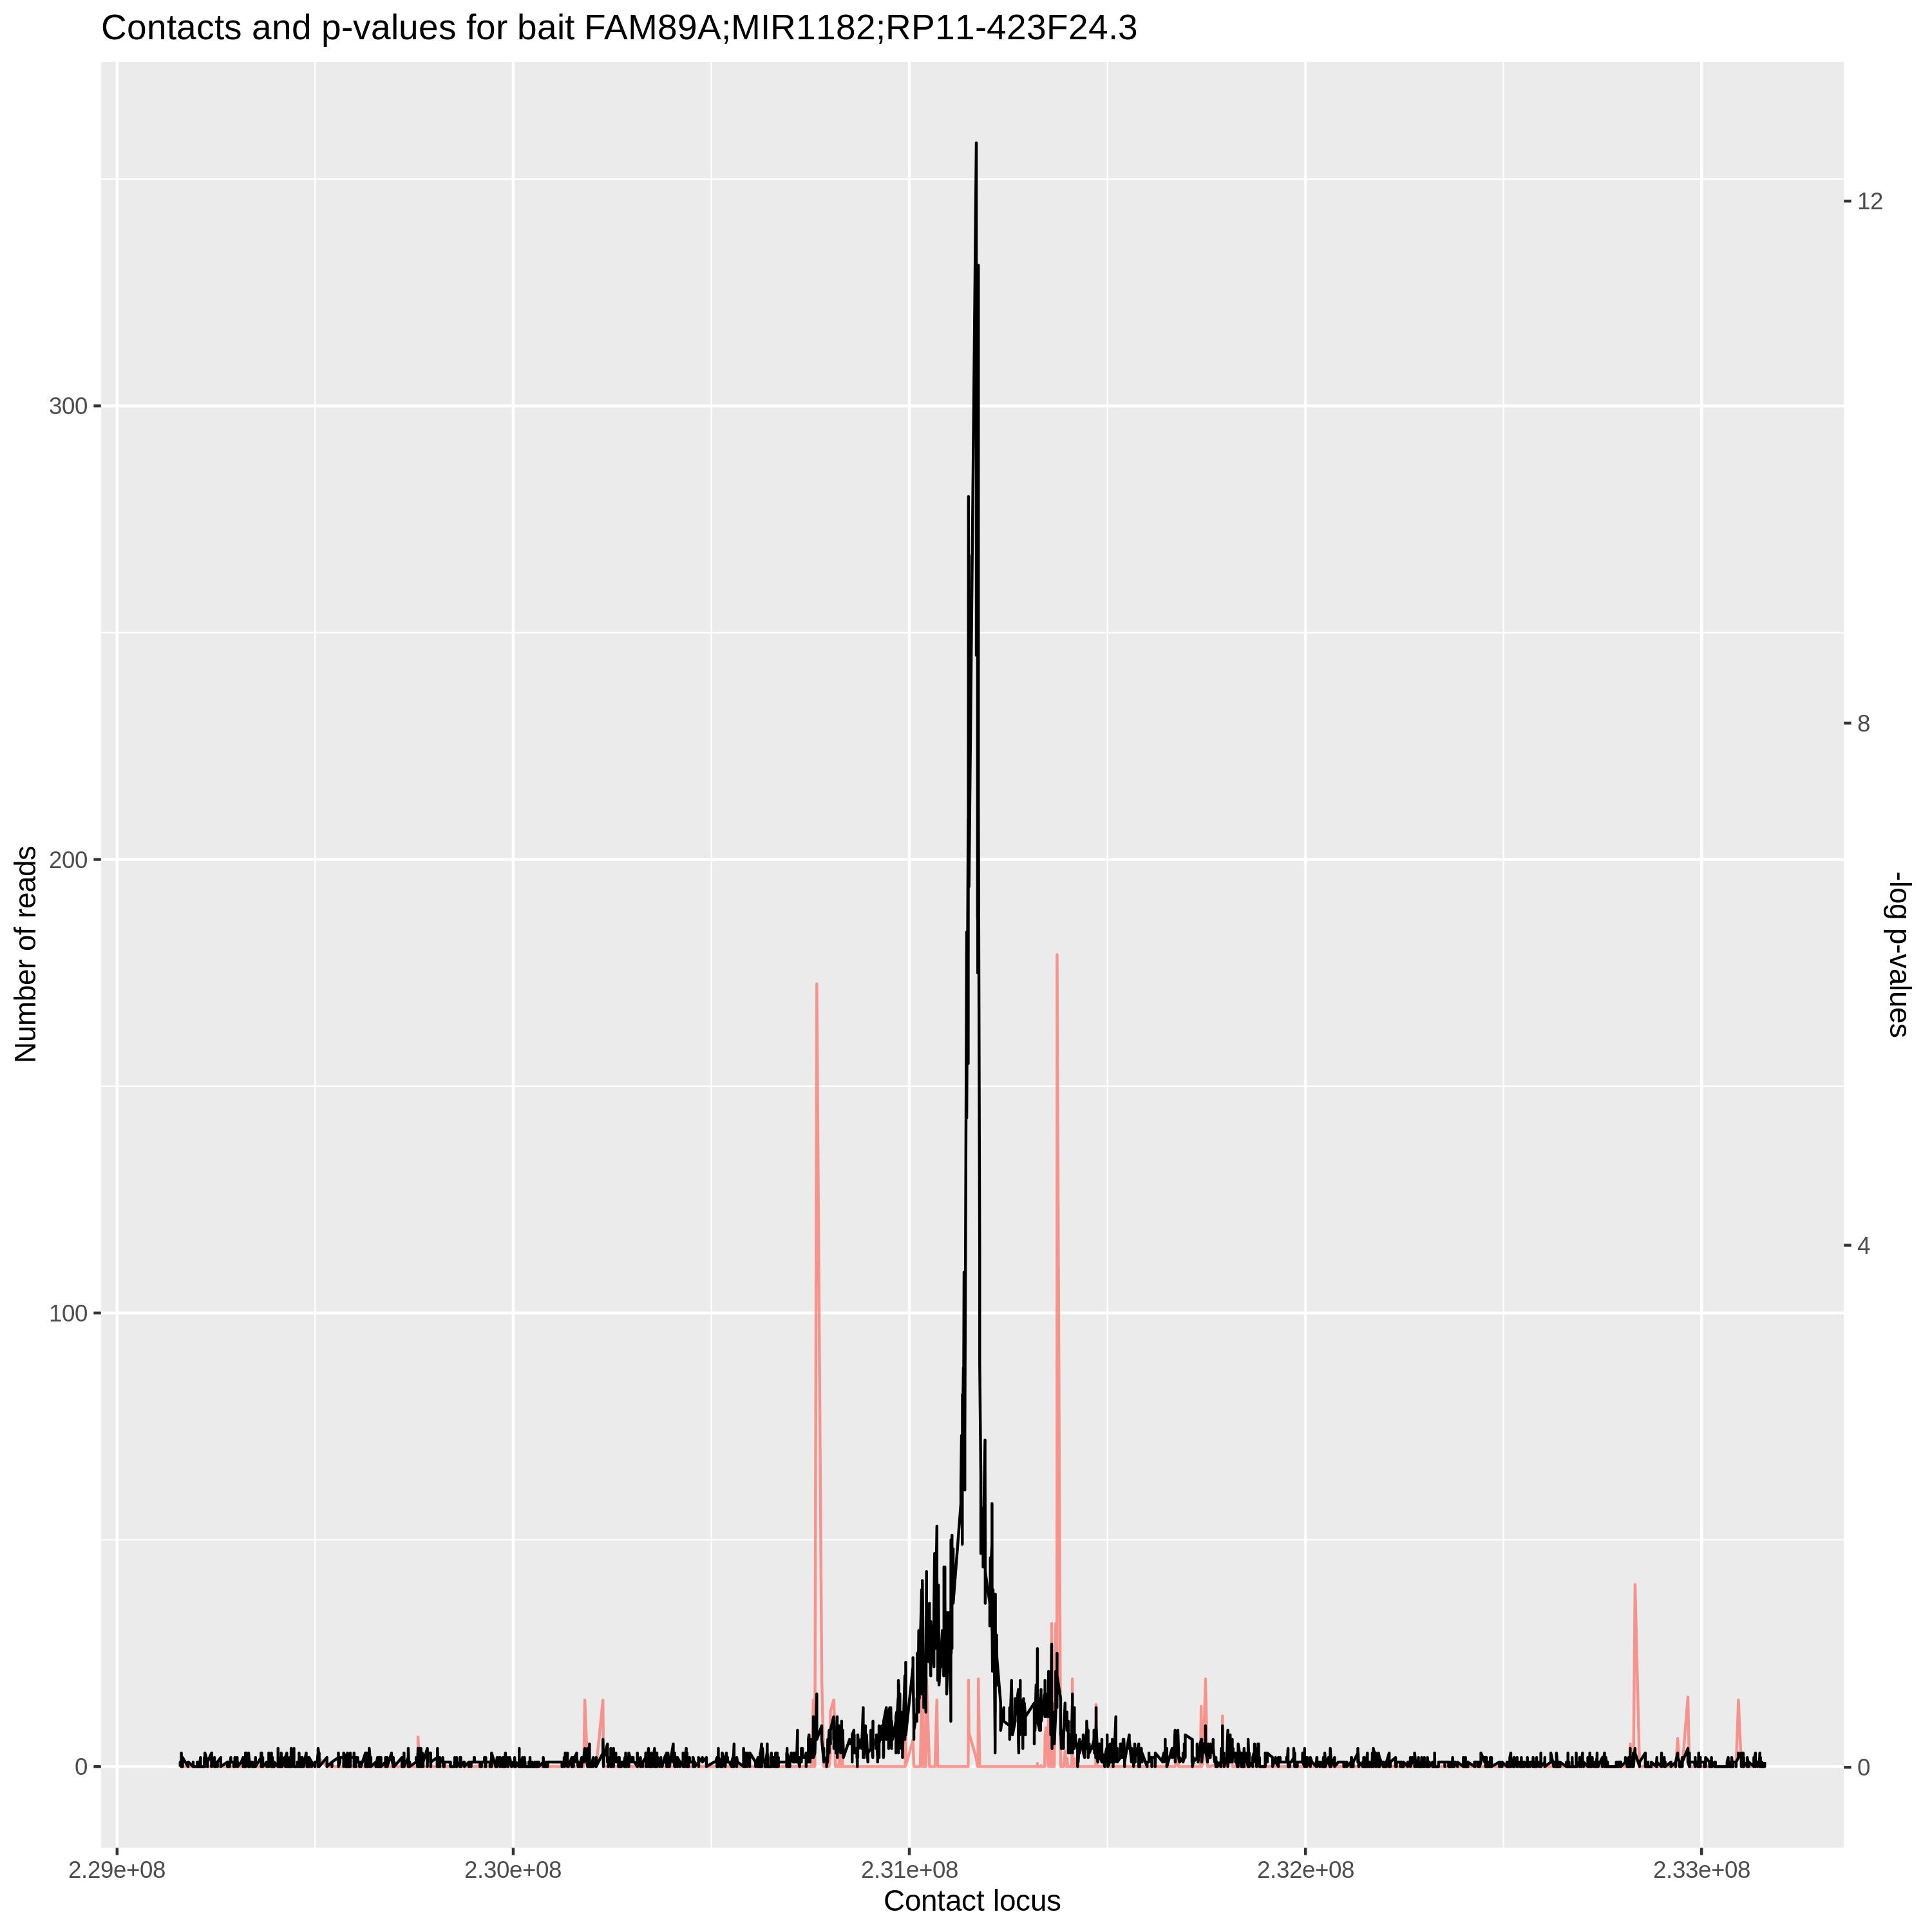 Contacts and p-values for bait FAM89A;MIR1182;RP11-423F24.3
Number of reads
300
200
100
0
12
8
4
0
-log p-values
2.29e+08 2.30e+08 2.31e+08 2.32e+08 2.33e+08
Contact locus